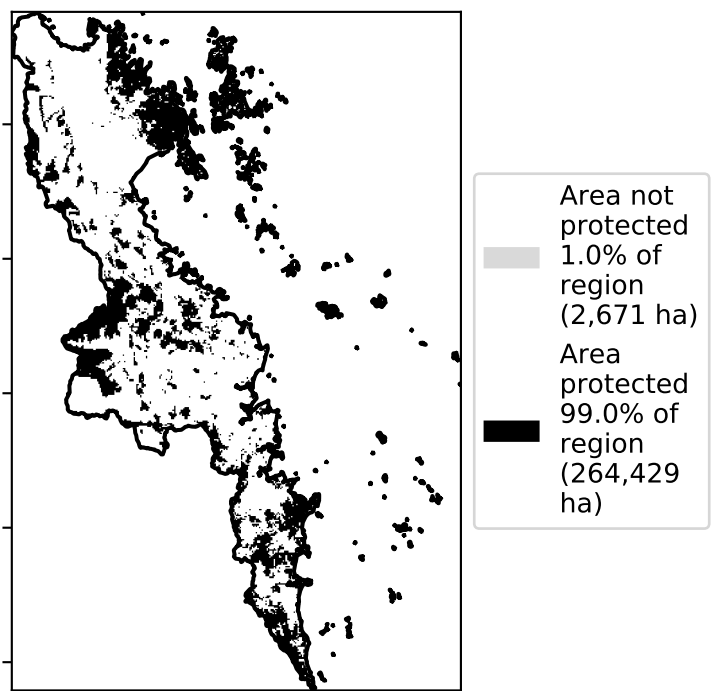 Area not
protected
1.0% of
region
(2,671 ha)
Area
protected
99.0% of
region
(264,429
ha)